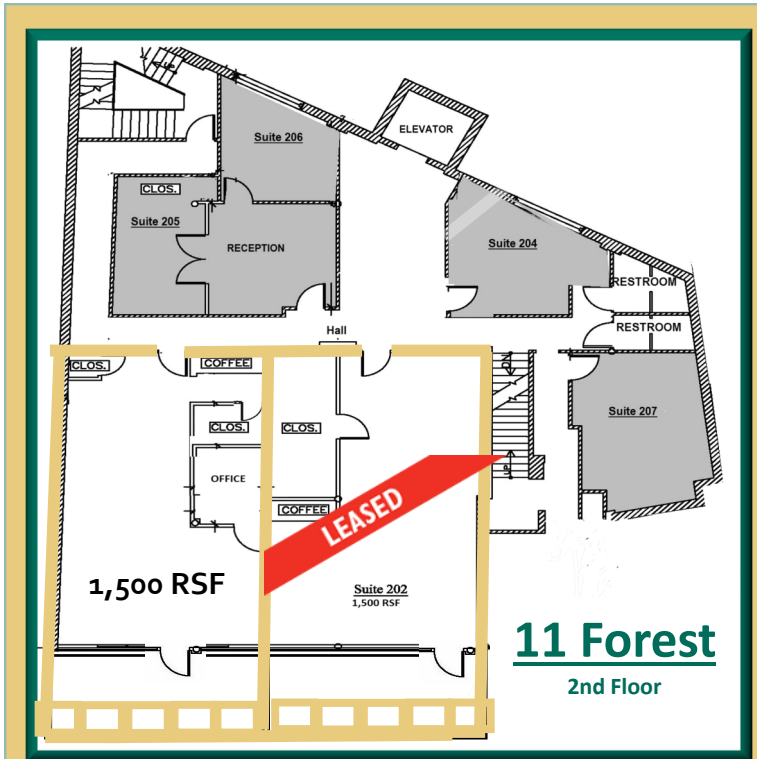 ELEVATOR
Suite 206
CLOS.
Suite 205
RECEPTION
Suite 204
RESTROOM
RESTROOM
Hall
CLOS.
COFFEE
Suite 207
CLOS.
CLOS.
OFFICE
COFFEE
LEASED
1,500 RSF
Suite 202
1,500 RSF
11 Forest
2nd Floor